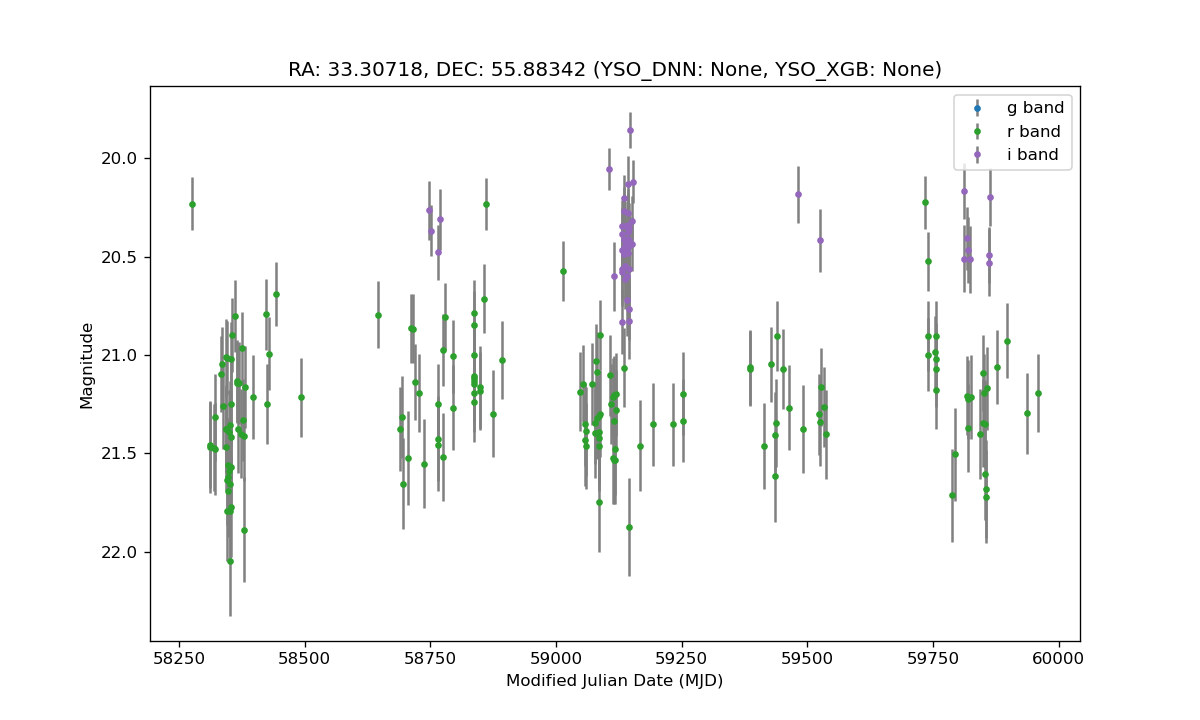 RA: 33.30718, DEC: 55.88342 (YSO_DNN: None, YSO_XGB: None)
g band
r band
i band
20.0
20.5
21.0
21.5
22.0
Magnitude
58250 58500 58750 59000 59250 59500 59750 60000
Modified Julian Date (MJD)